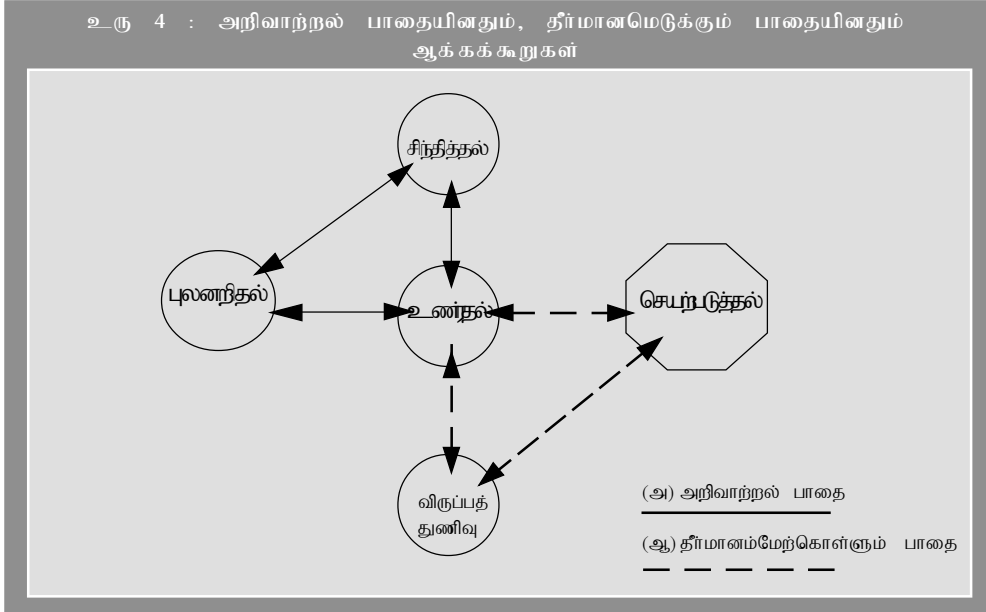 உரு 4 : அறிவாற்றல் பாதையினதும், தீர்மானமெடுக்கும் பாதையினதும்
ஆக்கக்கூறுகள்
சிந்தித்தல்
புலனறிதல்
உணர்தல்
செயற்படுத்தல்
விருப்பத்
துணிவு
(அ) அறிவாற்றல் பாதை
(ஆ) தீர்மானம்மேற்கொள்ளும் பாதை